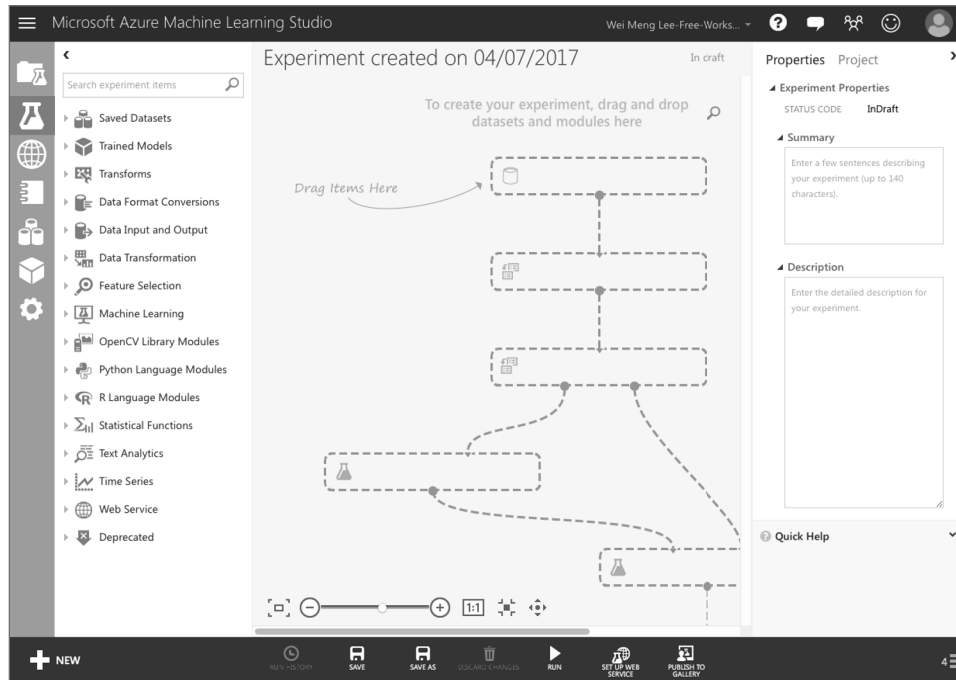 Microsoft Azure Machine Learning Studio
Wei Meng Lee-Free-Works...
?
Search experiment items
Saved Datasets
Trained Models
Transforms
Data Format Conversions
Data Input and Output
Data Transformation
Feature Selection
Machine Learning
OpenCV Library Modules
Python Language Modules
R Language Modules
Statistical Functions
Text Analytics
Time Series
Web Service
Deprecated
Experiment created on 04/07/2017
In craft
To create your experiment, drag and drop
datasets and modules here
Drag Items Here
1:1
Properties Project
Experiment Properties
STATUS CODE InDraft
Summary
Enter a few sentences describing
your experiment (up to 140
characters).
Description
Enter the detailed description for
your experiment.
? Quick Help
NEW
RUN HISTORY
SAVE
SAVE AS
DISCARD CHANGES
RUN
SET UP WEB
SERVICE
PUBLISH TO
GALLERY
4